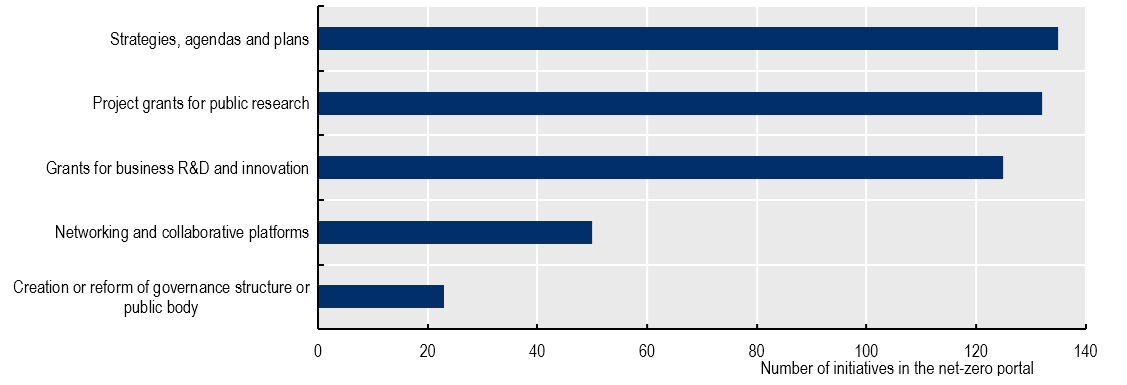 Strategies, agendas and plans
Project grants for public research
Grants for business R&D and innovation
Networking and collaborative platforms
Creation or reform of governance structure or
public body
0 20 40 60 80 100 120 140
Number of initiatives in the net-zero portal